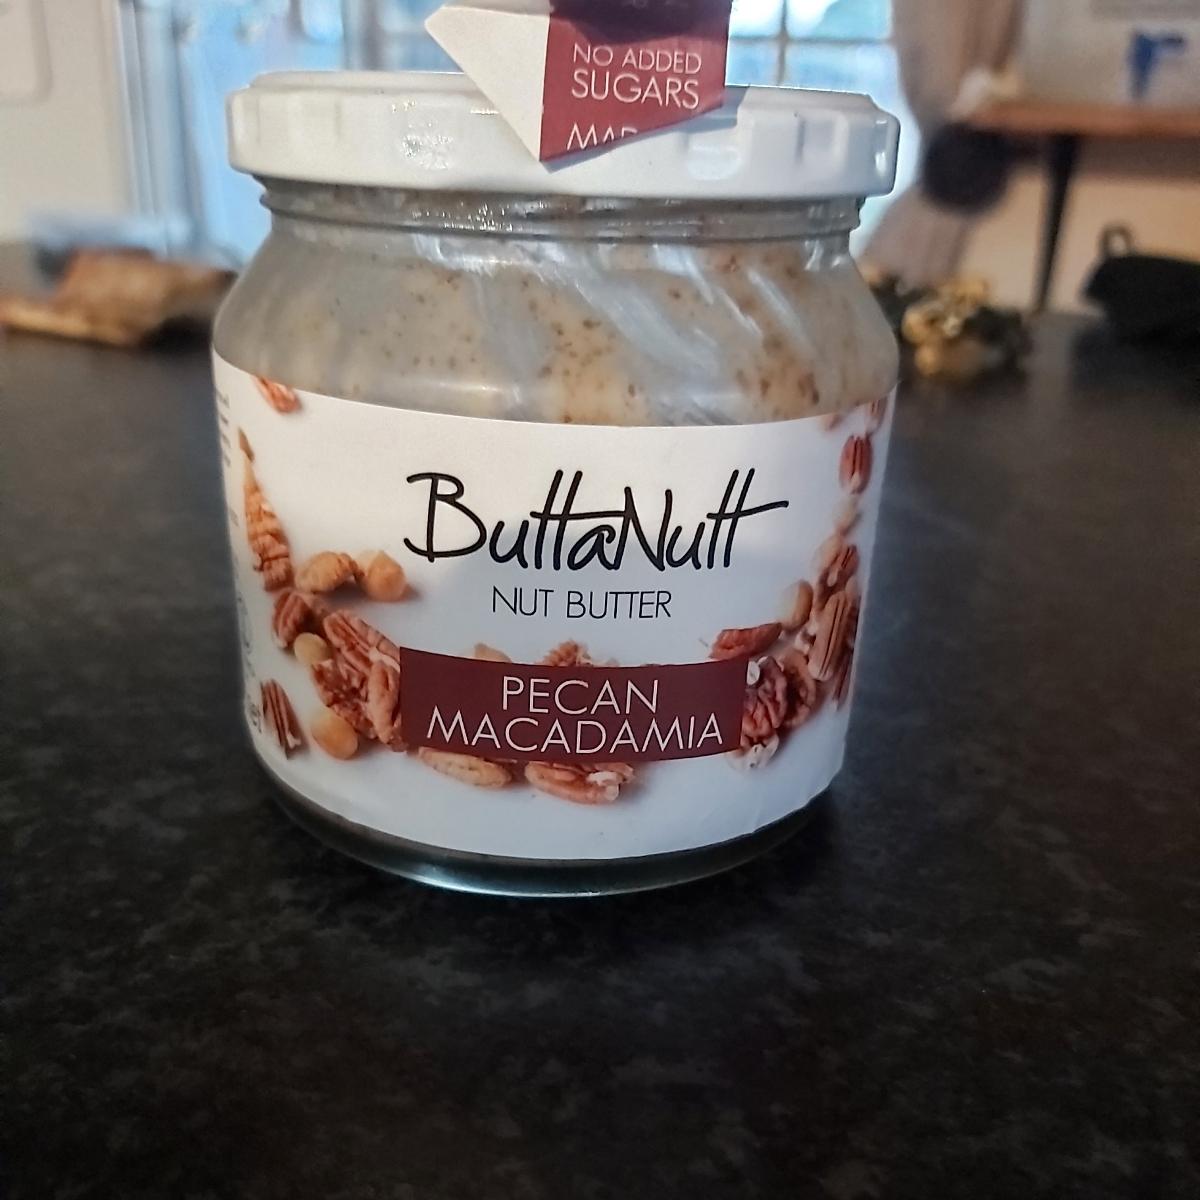 NO ADDED
SUGARS
ButtaNutt
NUT BUTTER
PECAN
MACADAMIA